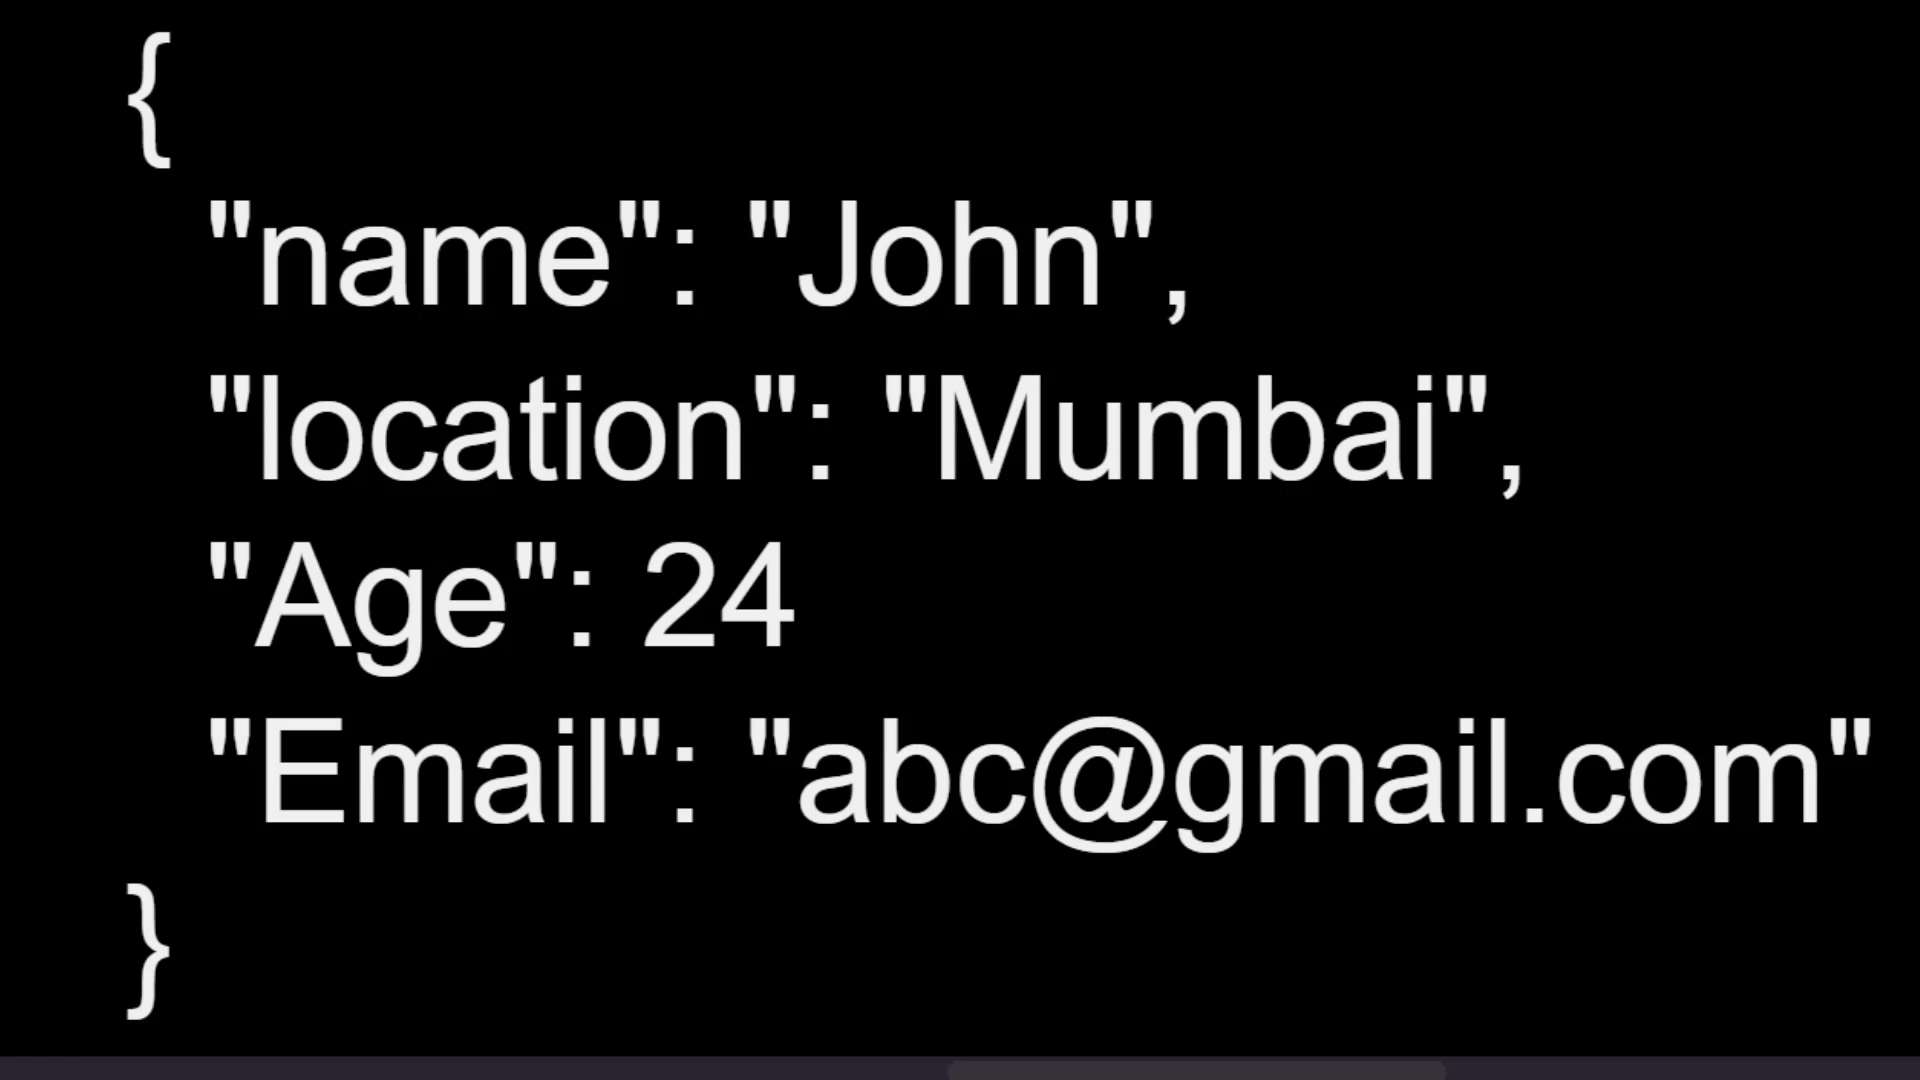 {
"name": "John",
"location": "Mumbai",
"Age": 24
"Email": "abc@gmail.com"
}